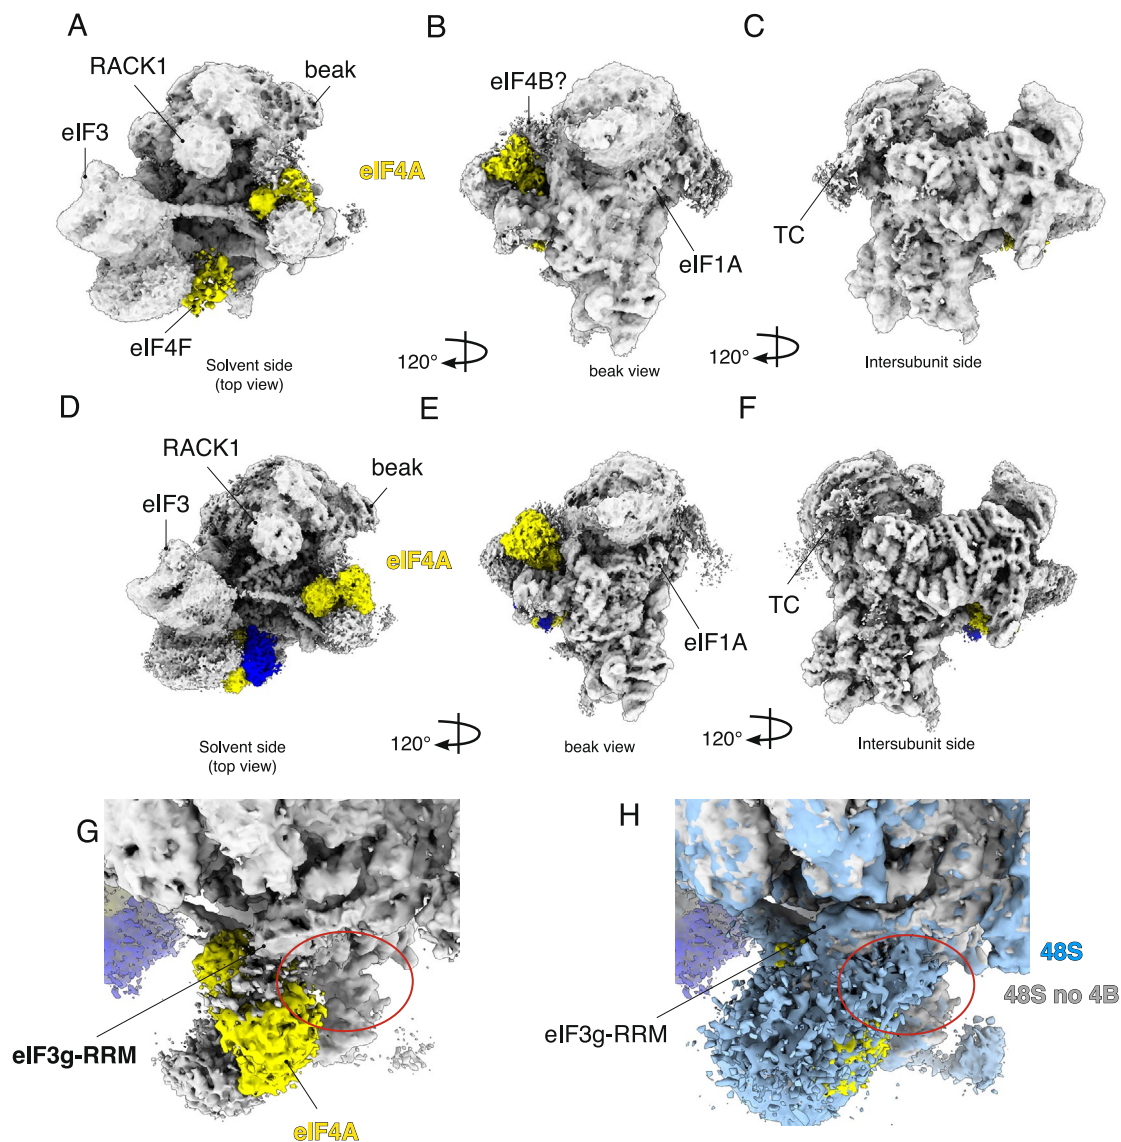 A
B
C
RACK1
beak
eIF3
eIF4A
eIF4F
Solvent side
(top view)
eIF4B?
eIF1A
120°
beak view
TC
120°
Intersubunit side
D
E
F
RACK1
beak
eIF3
eIF4A
Solvent side
(top view)
eIF1A
120°
beak view
TC
120°
Intersubunit side
G
eIF3g-RRM
eIF4A
H
48S
48S no 4B
eIF3g-RRM